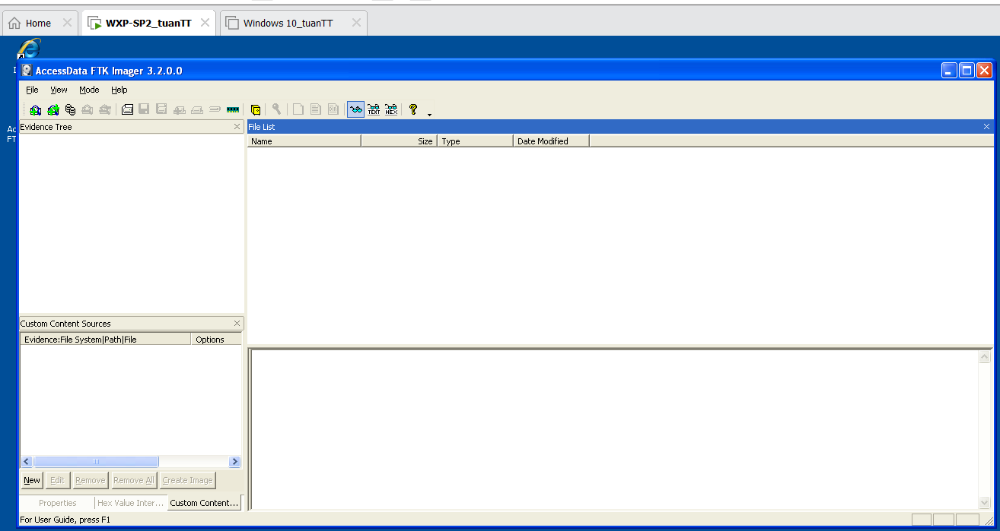 Home
WXP-SP2_tuanTT
Windows 10_tuanTT
AccessData FTK Imager 3.2.0.0
File View Mode Help
TEXT HEX
Evidence Tree
File List
Name Size Type Date Modified
Custom Content Sources
Evidence:File System|Path|File Options
New Edit Remove Remove All Create Image
Properties Hex Value Inter... Custom Content...
For User Guide, press F1